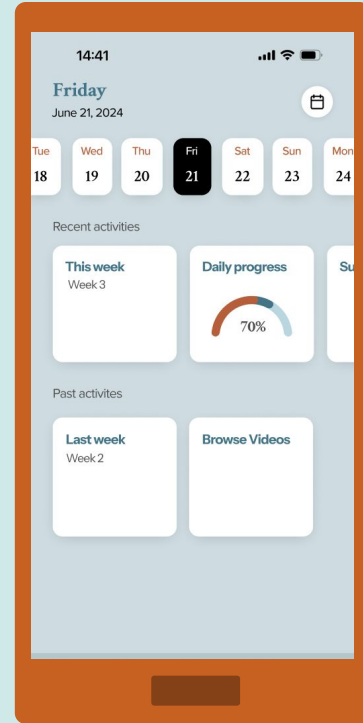 14:41
Friday
June 21, 2024
Tue Wed Thu Fri Sat Sun Mon
18 19 20 21 22 23 24
Recent activities
This week Daily progress Su
Week 3
70%
Past activites
Last week Browse Videos
Week 2